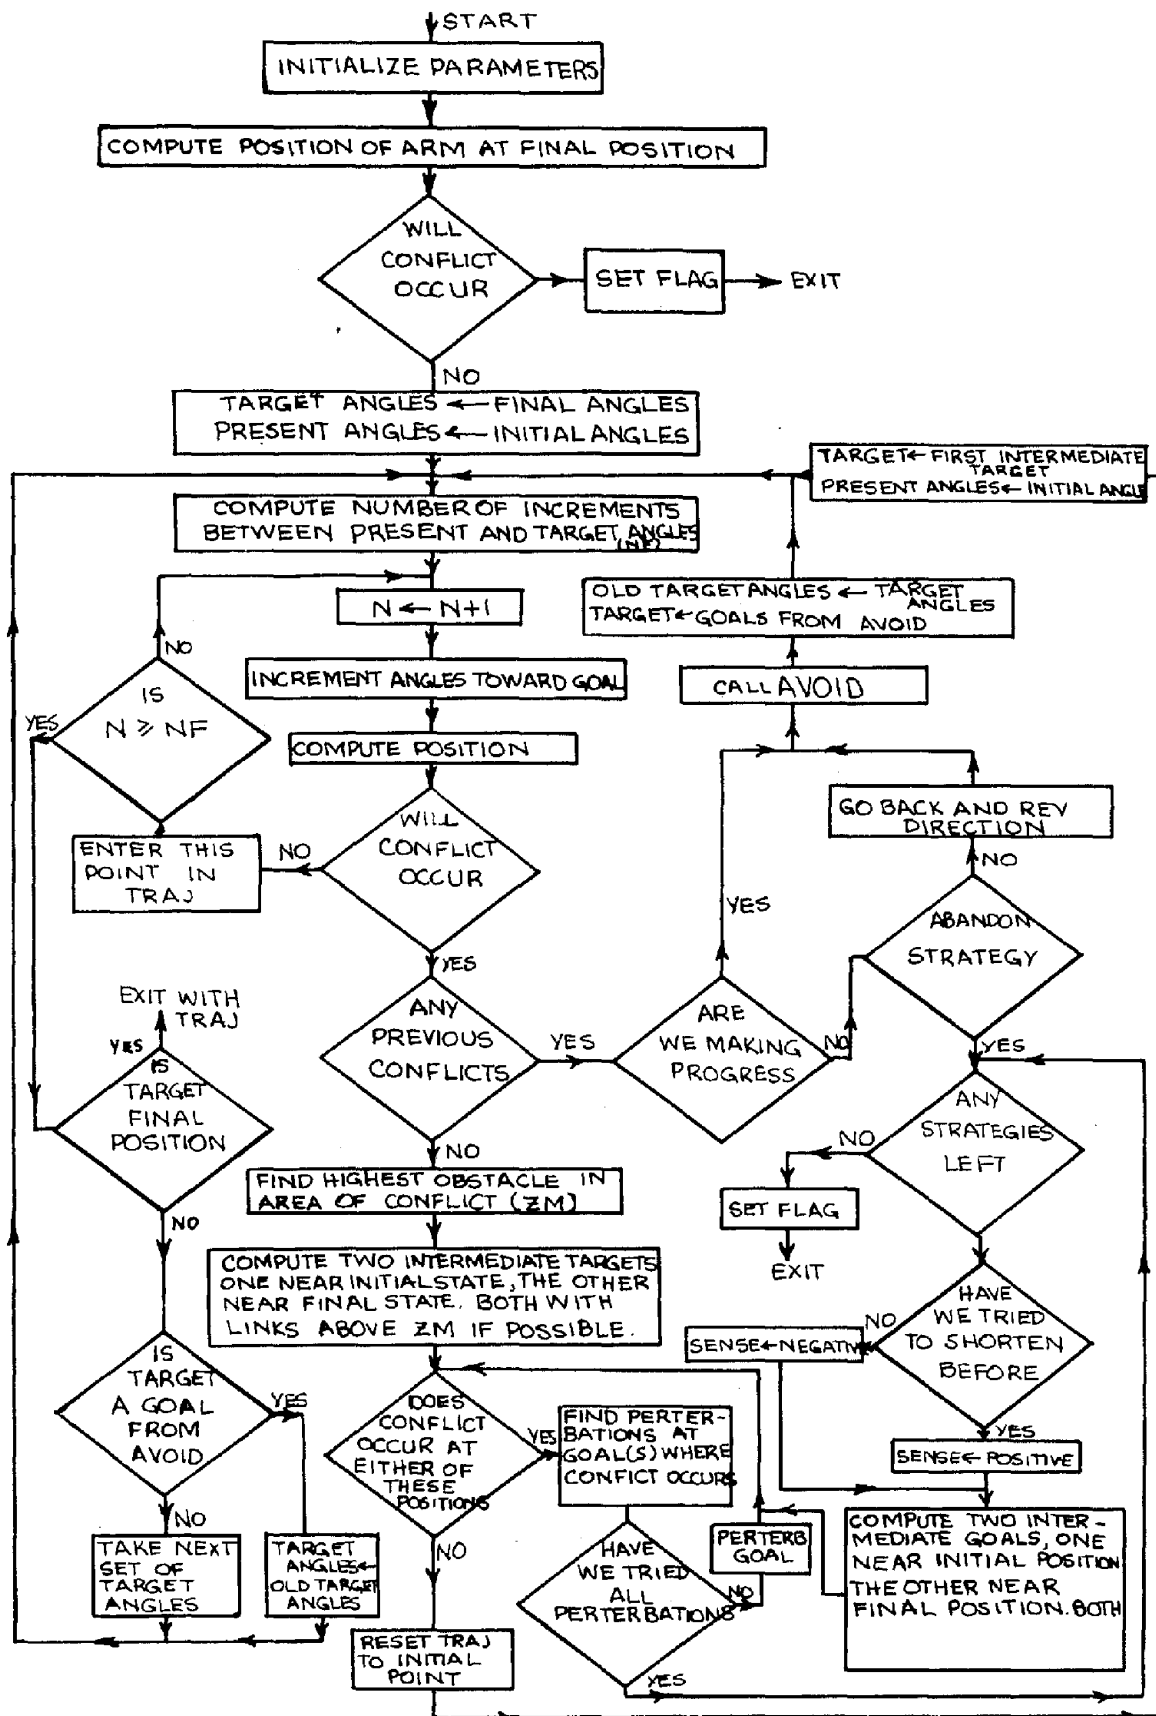 START
INITIALIZE PARAMETERS
COMPUTE POSITION OF ARM AT FINAL POSITION
WILL
CONFLICT
OCCUR
SET FLAG
EXIT
NO
TARGET ANGLES ← FINAL ANGLES
PRESENT ANGLES ← INITIAL ANGLES
TARGET ← FIRST INTERMEDIATE
TARGET
PRESENT ANGLES ← INITIAL ANGLE
COMPUTE NUMBER OF INCREMENTS
BETWEEN PRESENT AND TARGET ANGLES
(NF)
N ← N+1
OLD TARGET ANGLES ← TARGET
ANGLES
TARGET ← GOALS FROM AVOID
NO
INCREMENT ANGLES TOWARD GOAL
CALL AVOID
IS
N ≥ NF
YES
COMPUTE POSITION
GO BACK AND REV
DIRECTION
WILL
CONFLICT
OCCUR
NO
ENTER THIS
POINT IN
TRAJ
NO
YES
ABANDON
STRATEGY
YES
EXIT WITH
TRAJ
ANY
PREVIOUS
CONFLICTS
YES
ARE
WE MAKING
PROGRESS
NO
YES
YES
IS
TARGET
FINAL
POSITION
ANY
STRATEGIES
LEFT
NO
NO
FIND HIGHEST OBSTACLE IN
AREA OF CONFLICT (ZM)
SET FLAG
NO
EXIT
COMPUTE TWO INTERMEDIATE TARGETS
ONE NEAR INITIAL STATE, THE OTHER
NEAR FINAL STATE. BOTH WITH
LINKS ABOVE ZM IF POSSIBLE.
HAVE
WE TRIED
TO SHORTEN
BEFORE
NO
SENSE ← NEGATIV
IS
TARGET
A GOAL
FROM
AVOID
YES
DOES
CONFLICT
OCCUR AT
EITHER OF
THESE
POSITIONS
YES
FIND PERTER-
BATIONS AT
GOAL(S) WHERE
CONFICT OCCURS
YES
SENSE ← POSITIVE
NO
TAKE NEXT
SET OF
TARGET
ANGLES
TARGET
ANGLES ←
OLD TARGET
ANGLES
NO
HAVE
WE TRIED
ALL
PERTERBATIONS
NO
PERTERB
GOAL
COMPUTE TWO INTER-
MEDIATE GOALS, ONE
NEAR INITIAL POSITION
THE OTHER NEAR
FINAL POSITION. BOTH
RESET TRAJ
TO INITIAL
POINT
YES